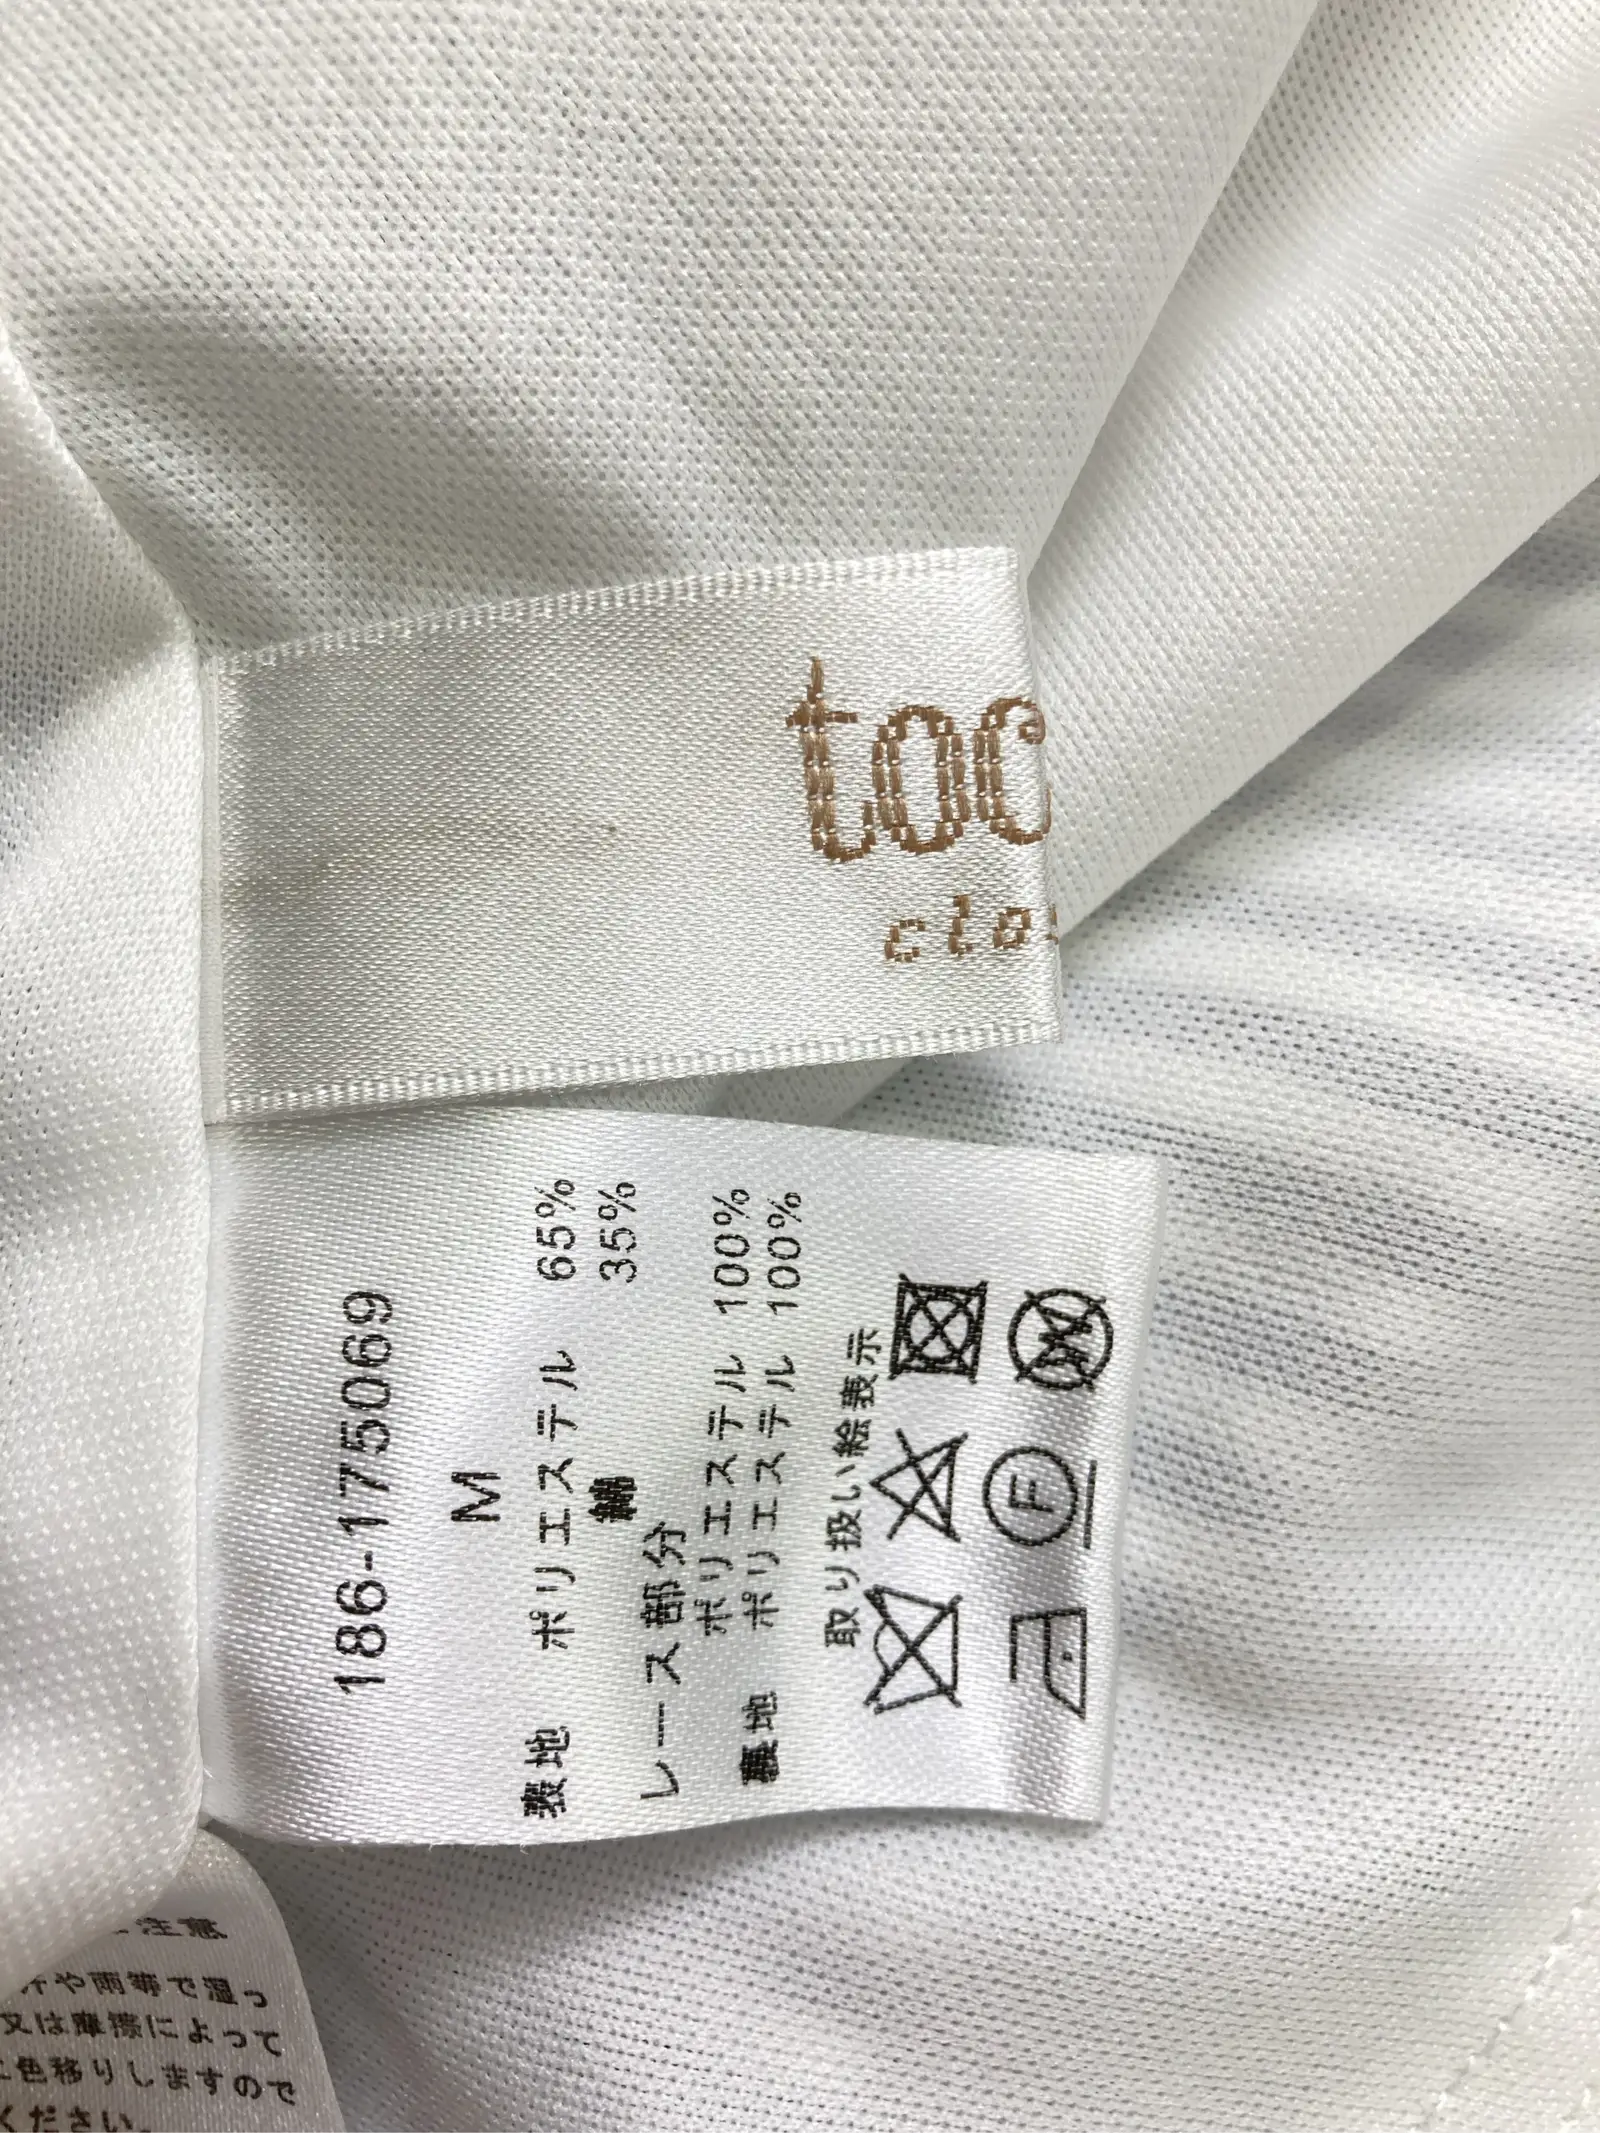 toc
clo
186-175069
M
表地 ポリエステル 65%
綿 35%
レース部分
ポリエステル 100%
裏地 ポリエステル 100%
取り扱い絵表示
F
W
注意
汗や雨等で湿っ
又は摩擦によって
色移りしますので
ください。